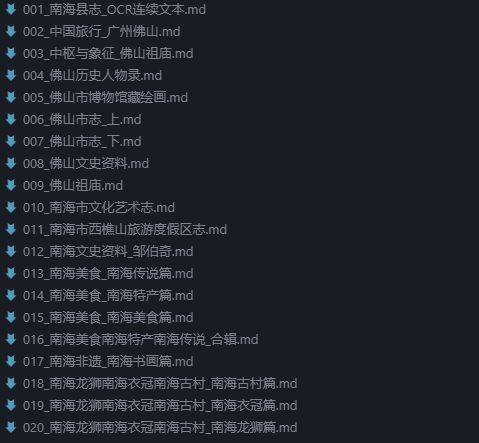 001_南海县志_OCR连续文本.md
002_中国旅行_广州佛山.md
003_中枢与象征_佛山祖庙.md
004_佛山历史人物录.md
005_佛山市博物馆藏绘画.md
006_佛山市志_上.md
007_佛山市志_下.md
008_佛山文史资料.md
009_佛山祖庙.md
010_南海市文化艺术志.md
011_南海市西樵山旅游度假区志.md
012_南海文史资料_邹伯奇.md
013_南海美食_南海传说篇.md
014_南海美食_南海特产篇.md
015_南海美食_南海美食篇.md
016_南海美食南海特产南海传说_合辑.md
017_南海非遗_南海书画篇.md
018_南海龙狮南海衣冠南海古村_南海古村篇.md
019_南海龙狮南海衣冠南海古村_南海衣冠篇.md
020_南海龙狮南海衣冠南海古村_南海龙狮篇.md